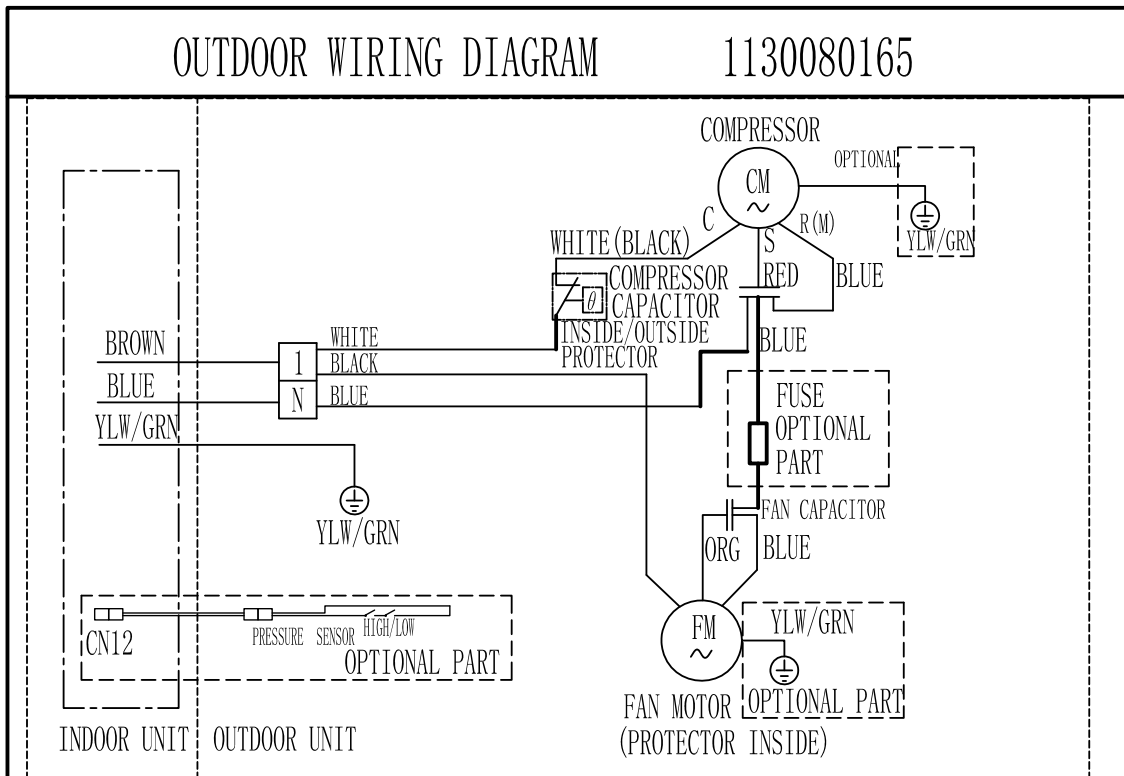 OUTDOOR WIRING DIAGRAM 1130080165
COMPRESSOR
OPTIONAL
CM
C
S
R(M)
YLW/GRN
WHITE(BLACK)
RED
BLUE
COMPRESSOR
CAPACITOR
θ
INSIDE/OUTSIDE
PROTECTOR
BLUE
BROWN
WHITE
1
BLACK
BLUE
N
BLUE
YLW/GRN
YLW/GRN
FUSE
OPTIONAL
PART
FAN CAPACITOR
ORG
BLUE
CN12
PRESSURE SENSOR
HIGH/LOW
OPTIONAL PART
FM
YLW/GRN
OPTIONAL PART
FAN MOTOR
(PROTECTOR INSIDE)
INDOOR UNIT
OUTDOOR UNIT